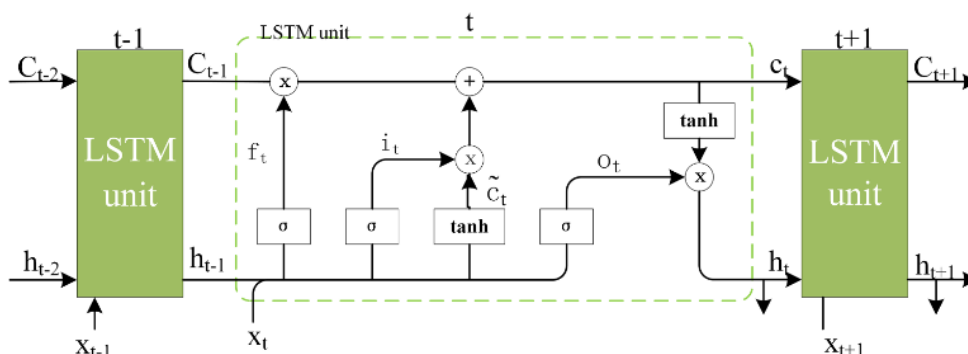 t-1
LSTM unit
t
t+1
C_{t-2}
C_{t-1}
x
+
c_t
C_{t+1}
LSTM
unit
f_t
i_t
x
C̃_t
tanh
o_t
x
LSTM
unit
σ
σ
tanh
σ
h_{t-2}
h_{t-1}
h_t
h_{t+1}
x_{t-1}
x_t
x_{t+1}